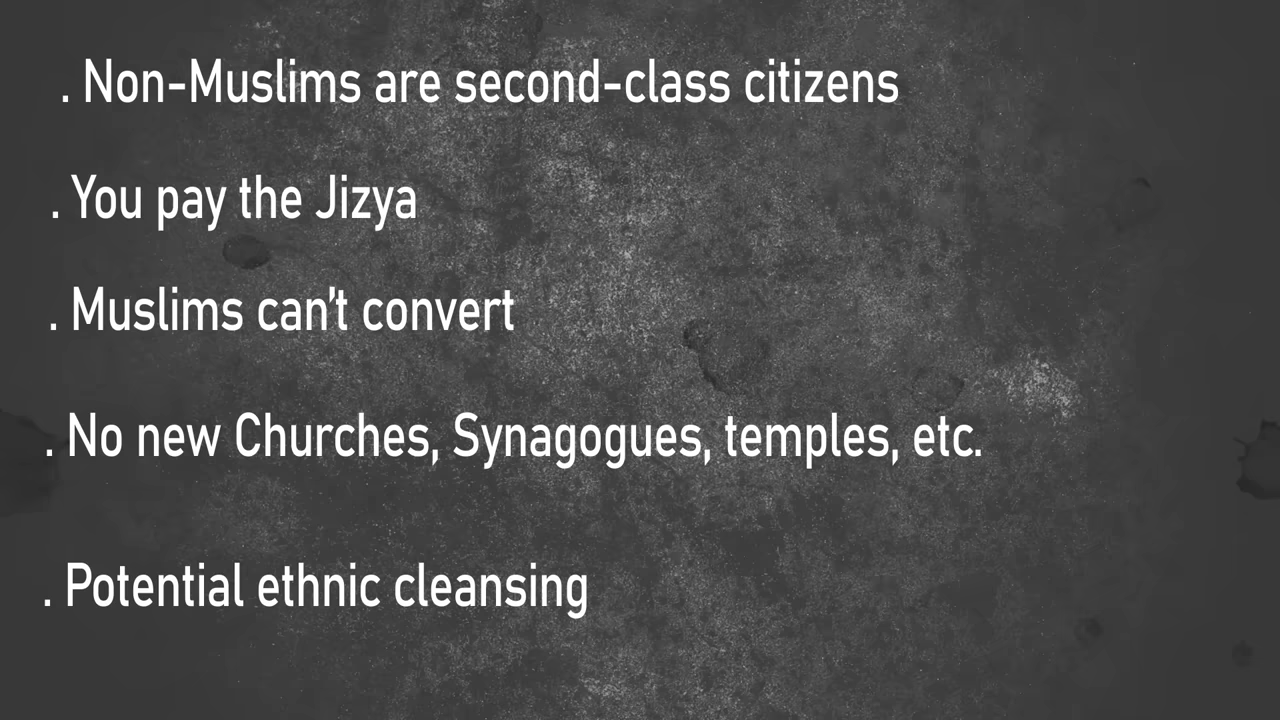 . Non-Muslims are second-class citizens
. You pay the Jizya
. Muslims can't convert
. No new Churches, Synagogues, temples, etc.
. Potential ethnic cleansing